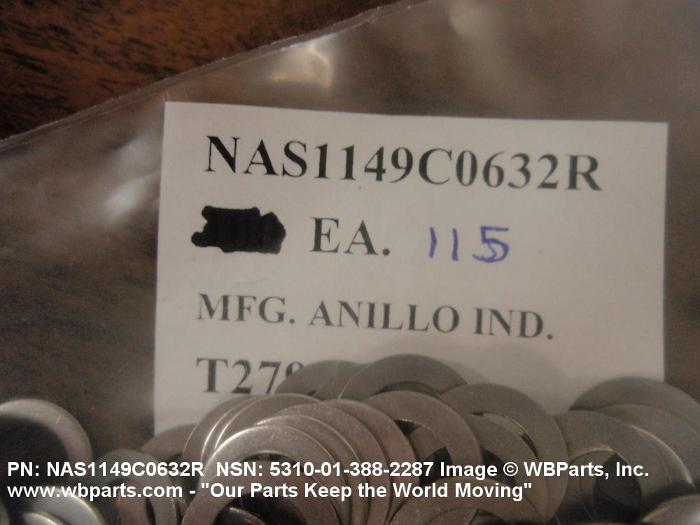 NAS1149C0632R
EA. 115
MFG. ANILLO IND.
PN: NAS1149C0632R NSN: 5310-01-388-2287 Image © WBParts, Inc.
www.wbparts.com - "Our Parts Keep the World Moving"